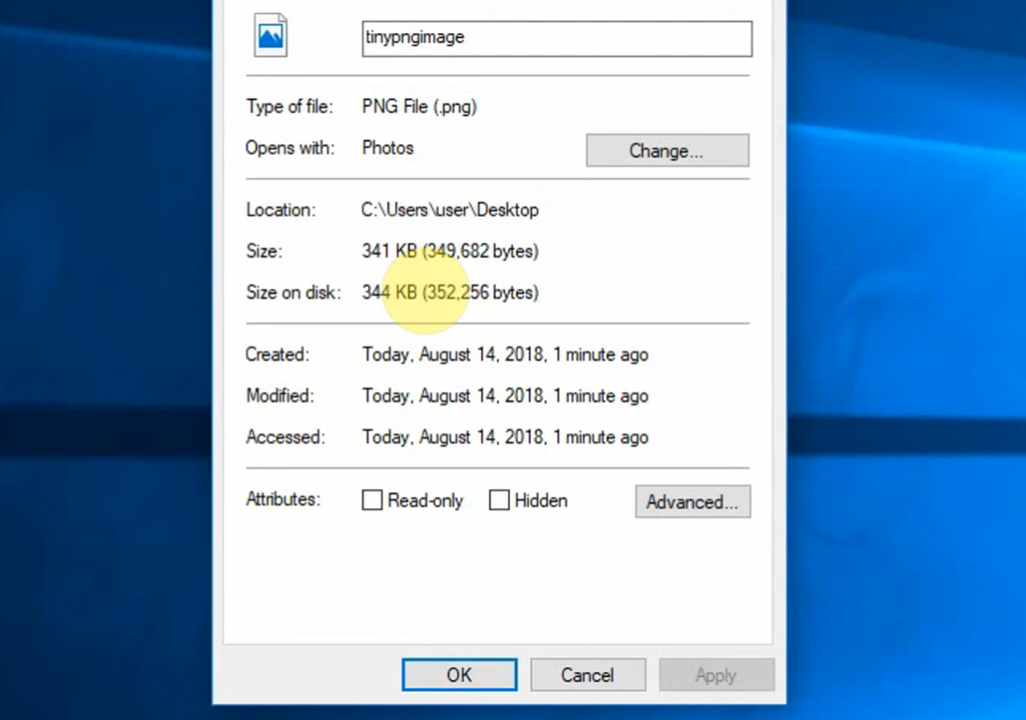 tinypngimage
Type of file: PNG File (.png)
Opens with: Photos Change...
Location: C:\Users\user\Desktop
Size: 341 KB (349,682 bytes)
Size on disk: 344 KB (352,256 bytes)
Created: Today, August 14, 2018, 1 minute ago
Modified: Today, August 14, 2018, 1 minute ago
Accessed: Today, August 14, 2018, 1 minute ago
Attributes: Read-only Hidden Advanced...
OK Cancel Apply